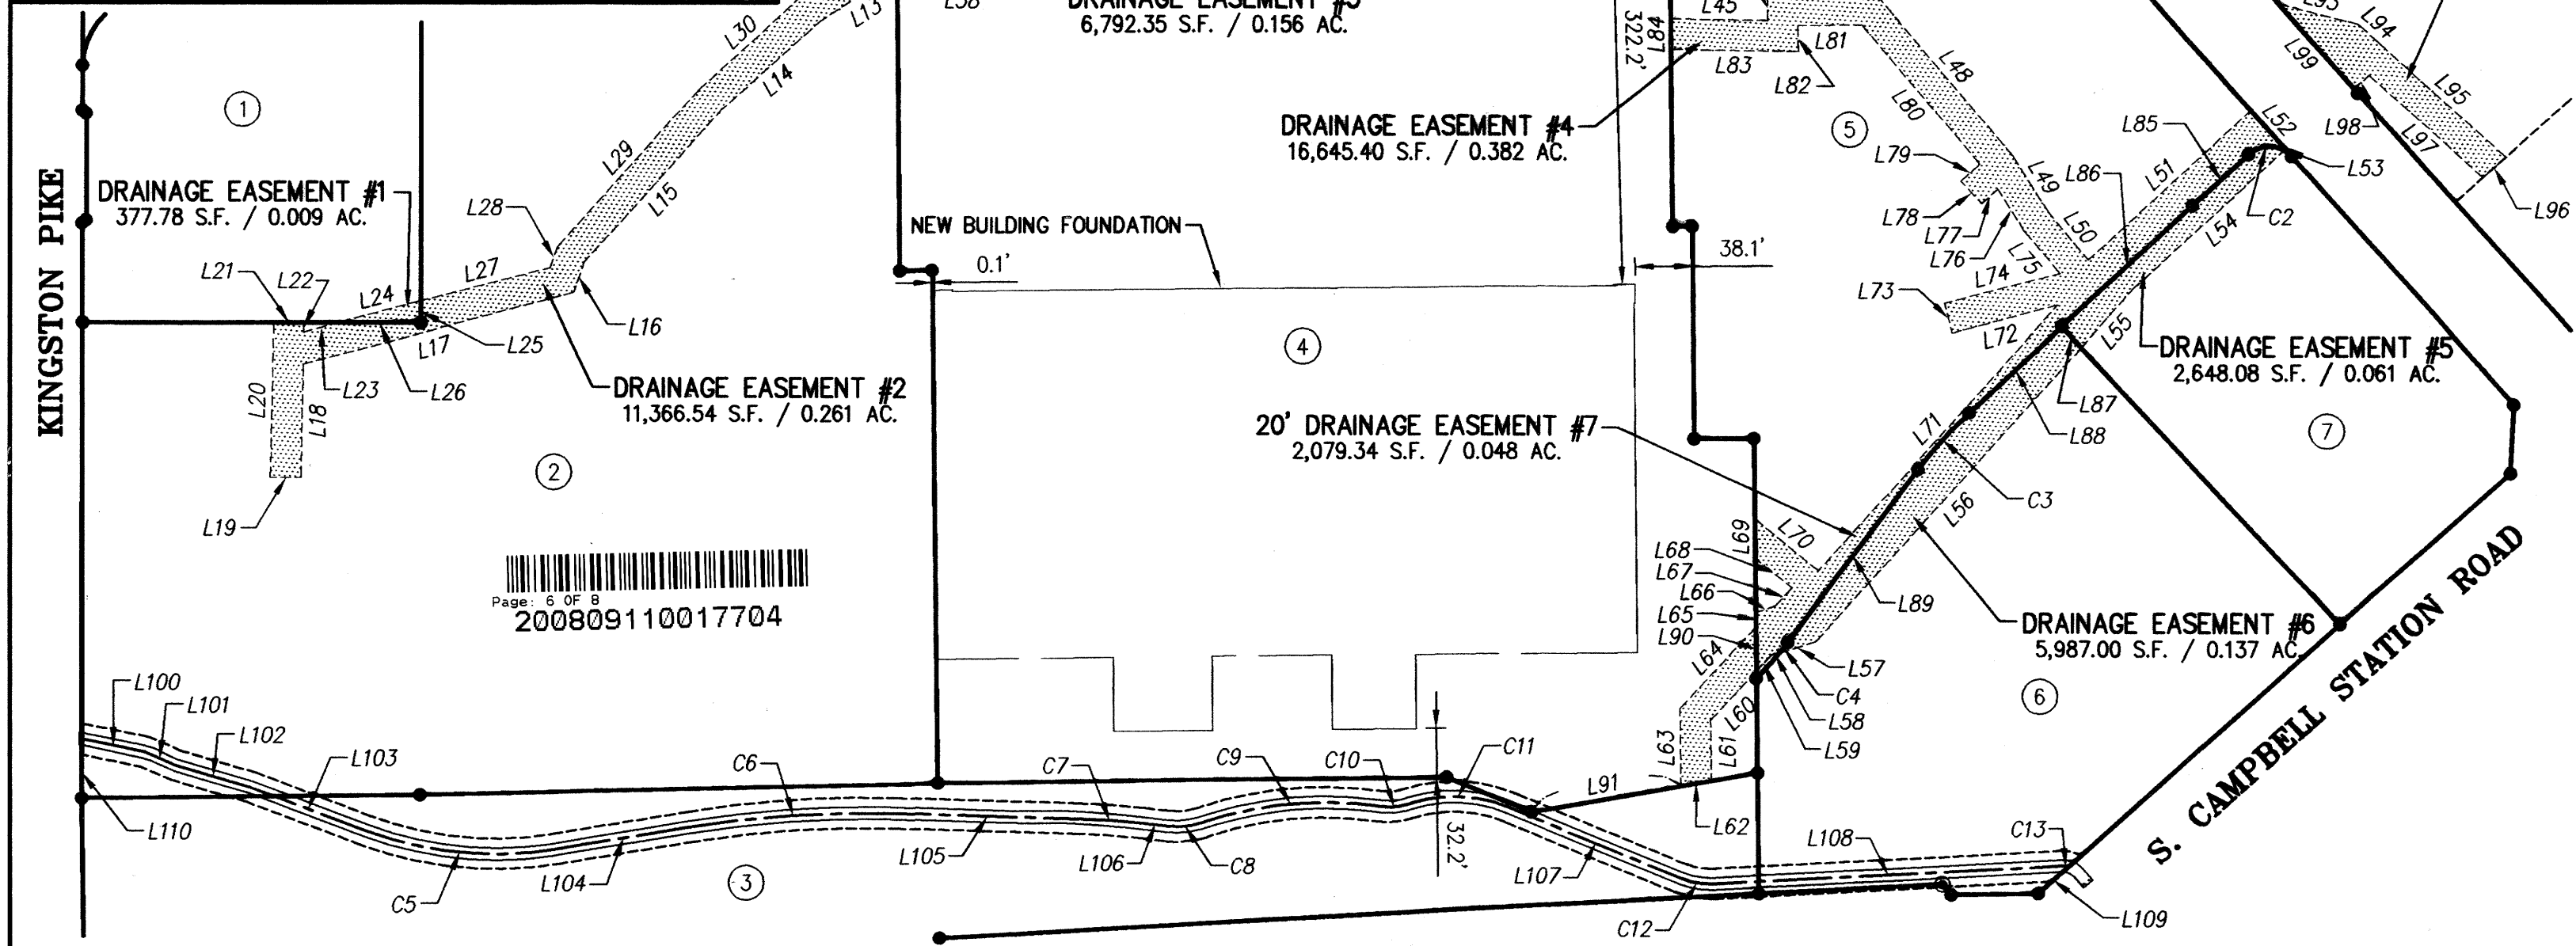 L30
L13
L14
L58
DRAINAGE EASEMENT #3
6,792.35 S.F. / 0.156 AC.
L45
L84
322.2'
L81
L83
L82
L48
L80
L93
L94
L99
L95
L98
L97
L96
1
5
DRAINAGE EASEMENT #4
16,645.40 S.F. / 0.382 AC.
L85
L52
L53
L79
L86
L51
L49
L78
L77
L76
L50
L54
C2
L75
L74
L73
L72
L55
KINGSTON PIKE
DRAINAGE EASEMENT #1
377.78 S.F. / 0.009 AC.
L29
L15
L28
L21
L22
L27
L24
L16
L17
L25
L23
L26
L20
L18
L19
NEW BUILDING FOUNDATION
0.1'
38.1'
4
DRAINAGE EASEMENT #5
2,648.08 S.F. / 0.061 AC.
L87
L88
7
DRAINAGE EASEMENT #2
11,366.54 S.F. / 0.261 AC.
2
20' DRAINAGE EASEMENT #7
2,079.34 S.F. / 0.048 AC.
L71
C3
L56
L69
L70
L68
L67
L66
L65
L90
L64
L89
DRAINAGE EASEMENT #6
5,987.00 S.F. / 0.137 AC.
L57
C4
L58
L59
L60
L61
L63
6
S. CAMPBELL STATION ROAD
Page: 6 OF 8
200809110017704
L100
L101
L102
L103
C6
C7
C9
C10
C11
L91
L62
L110
C5
L104
3
L105
L106
C8
32.2'
L107
C12
L108
C13
L109